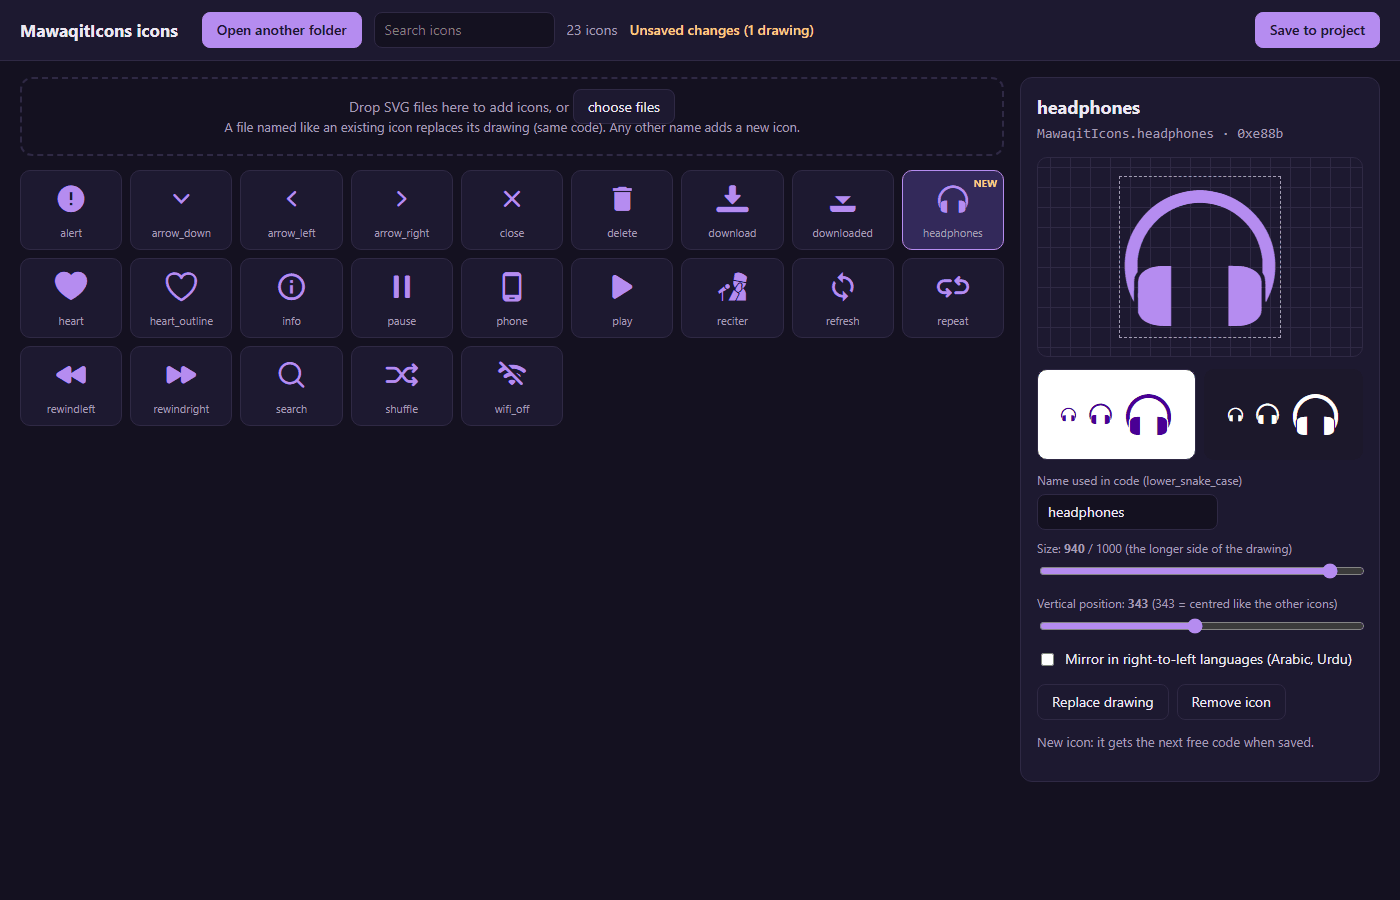 MawaqitIcons icons
Open another folder
Search icons
23 icons
Unsaved changes (1 drawing)
Save to project
Drop SVG files here to add icons, or choose files
A file named like an existing icon replaces its drawing (same code). Any other name adds a new icon.
alert
arrow_down
arrow_left
arrow_right
close
delete
download
downloaded
NEW
headphones
heart
heart_outline
info
pause
phone
play
reciter
refresh
repeat
rewindleft
rewindright
search
shuffle
wifi_off
headphones
MawaqitIcons.headphones · 0xe88b
Name used in code (lower_snake_case)
headphones
Size: 940 / 1000 (the longer side of the drawing)
Vertical position: 343 (343 = centred like the other icons)
Mirror in right-to-left languages (Arabic, Urdu)
Replace drawing
Remove icon
New icon: it gets the next free code when saved.